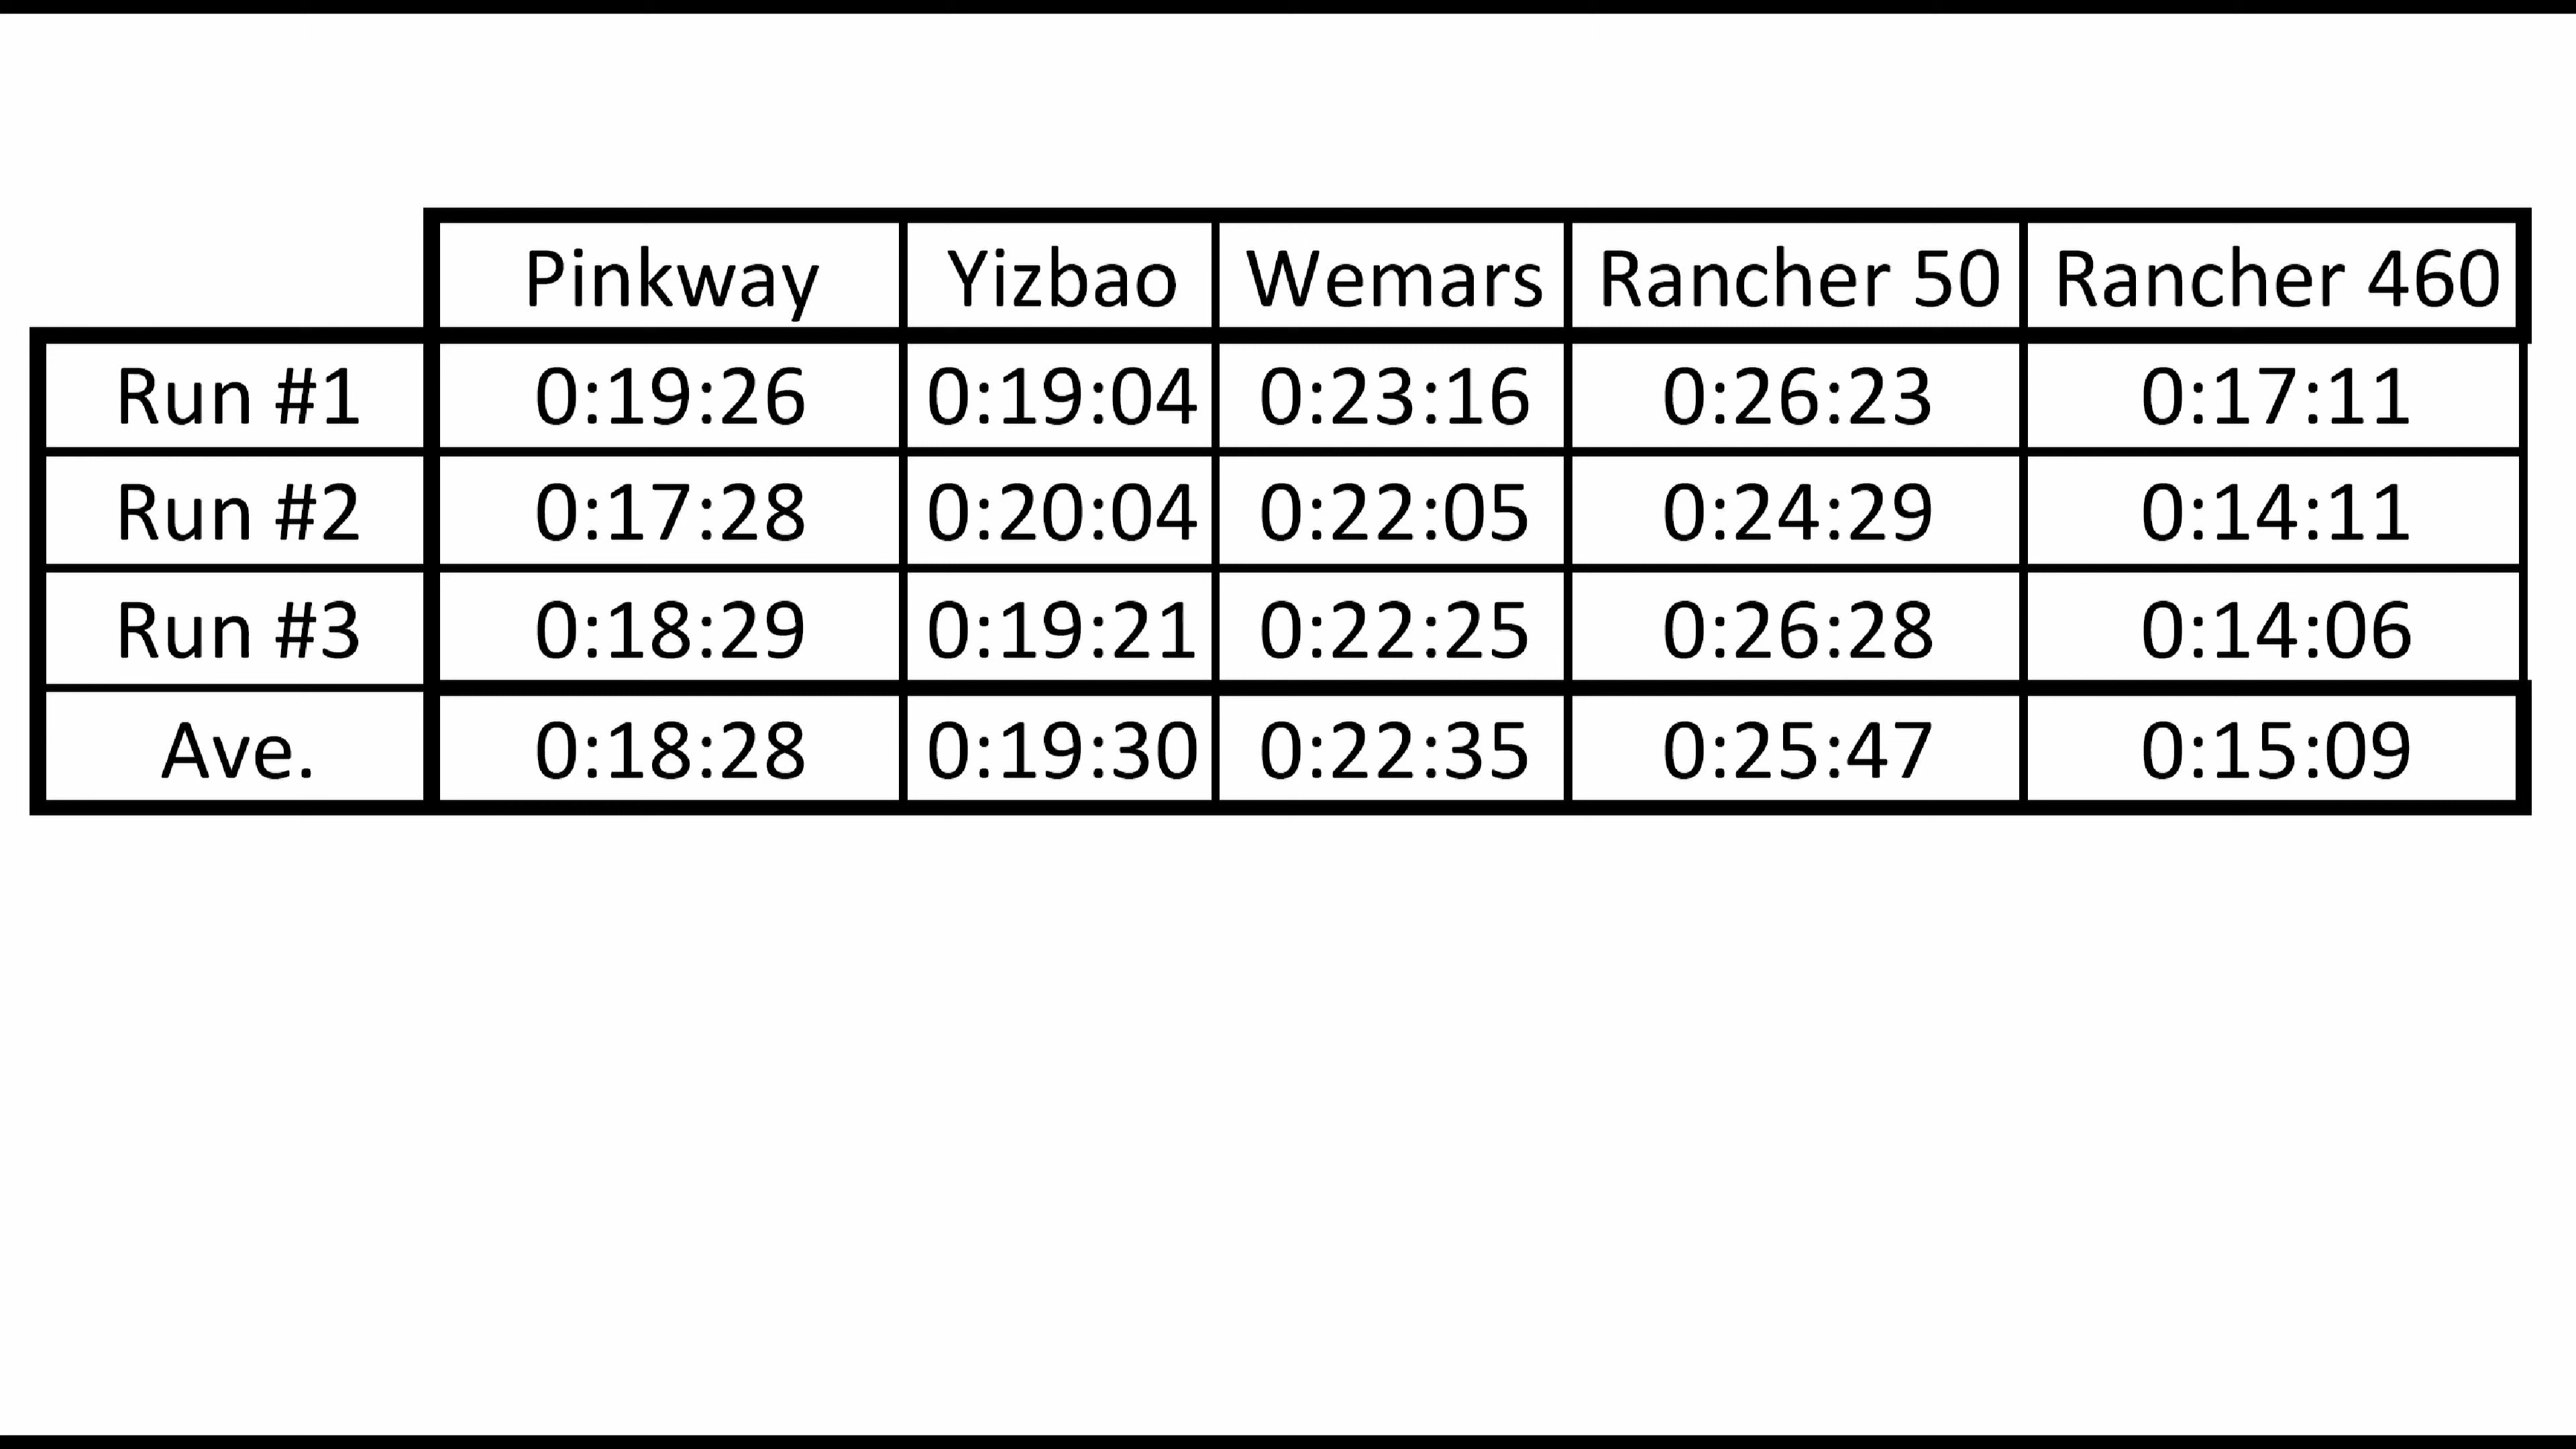 Pinkway Yizbao Wemars Rancher 50 Rancher 460
Run #1 0:19:26 0:19:04 0:23:16 0:26:23 0:17:11
Run #2 0:17:28 0:20:04 0:22:05 0:24:29 0:14:11
Run #3 0:18:29 0:19:21 0:22:25 0:26:28 0:14:06
Ave. 0:18:28 0:19:30 0:22:35 0:25:47 0:15:09